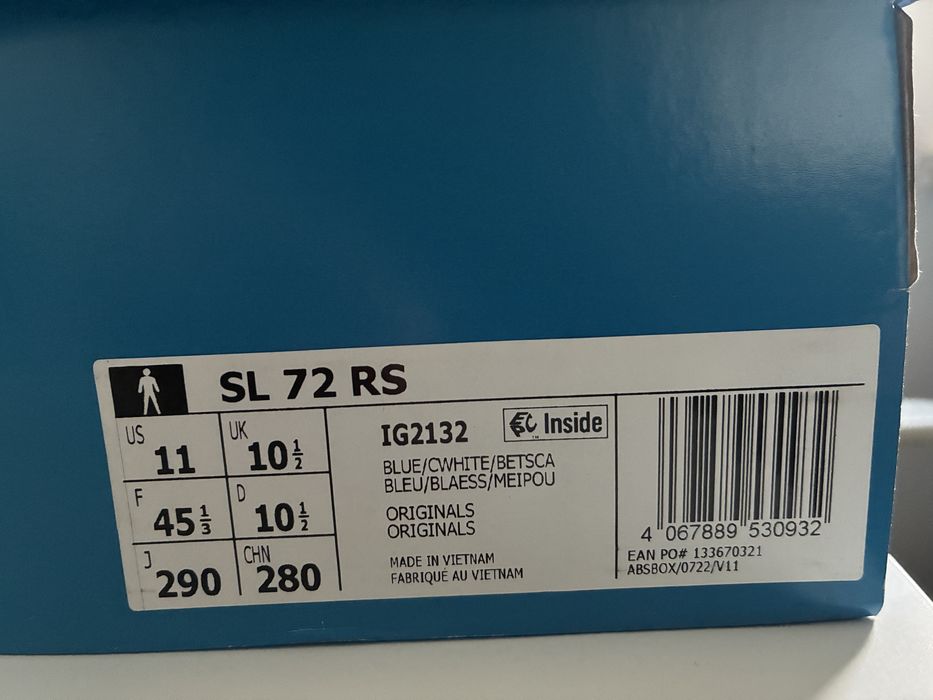 SL 72 RS
US 11
UK 10 1/2
F 45 1/3
D 10 1/2
J 290
CHN 280
IG2132
EPC Inside
TM
BLUE/CWHITE/BETSCA
BLEU/BLAESS/MEIPOU
ORIGINALS
ORIGINALS
MADE IN VIETNAM
FABRIQUÉ AU VIETNAM
4 067889 530932
EAN PO# 133670321
ABSBOX/0722/V11